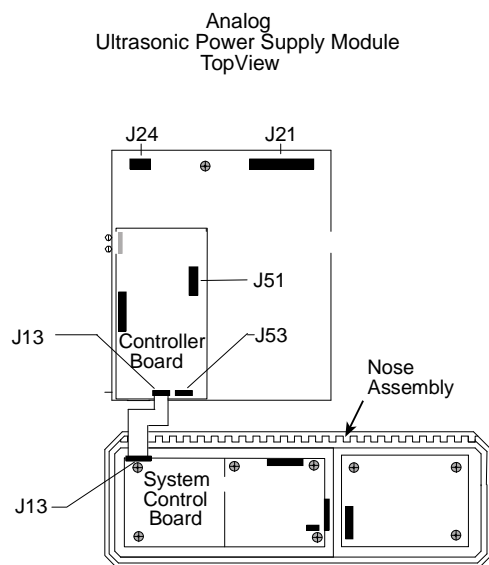 Analog
Ultrasonic Power Supply Module
TopView
J24
J21
J51
J13
J53
Controller
Board
Nose
Assembly
System
Control
Board
J13